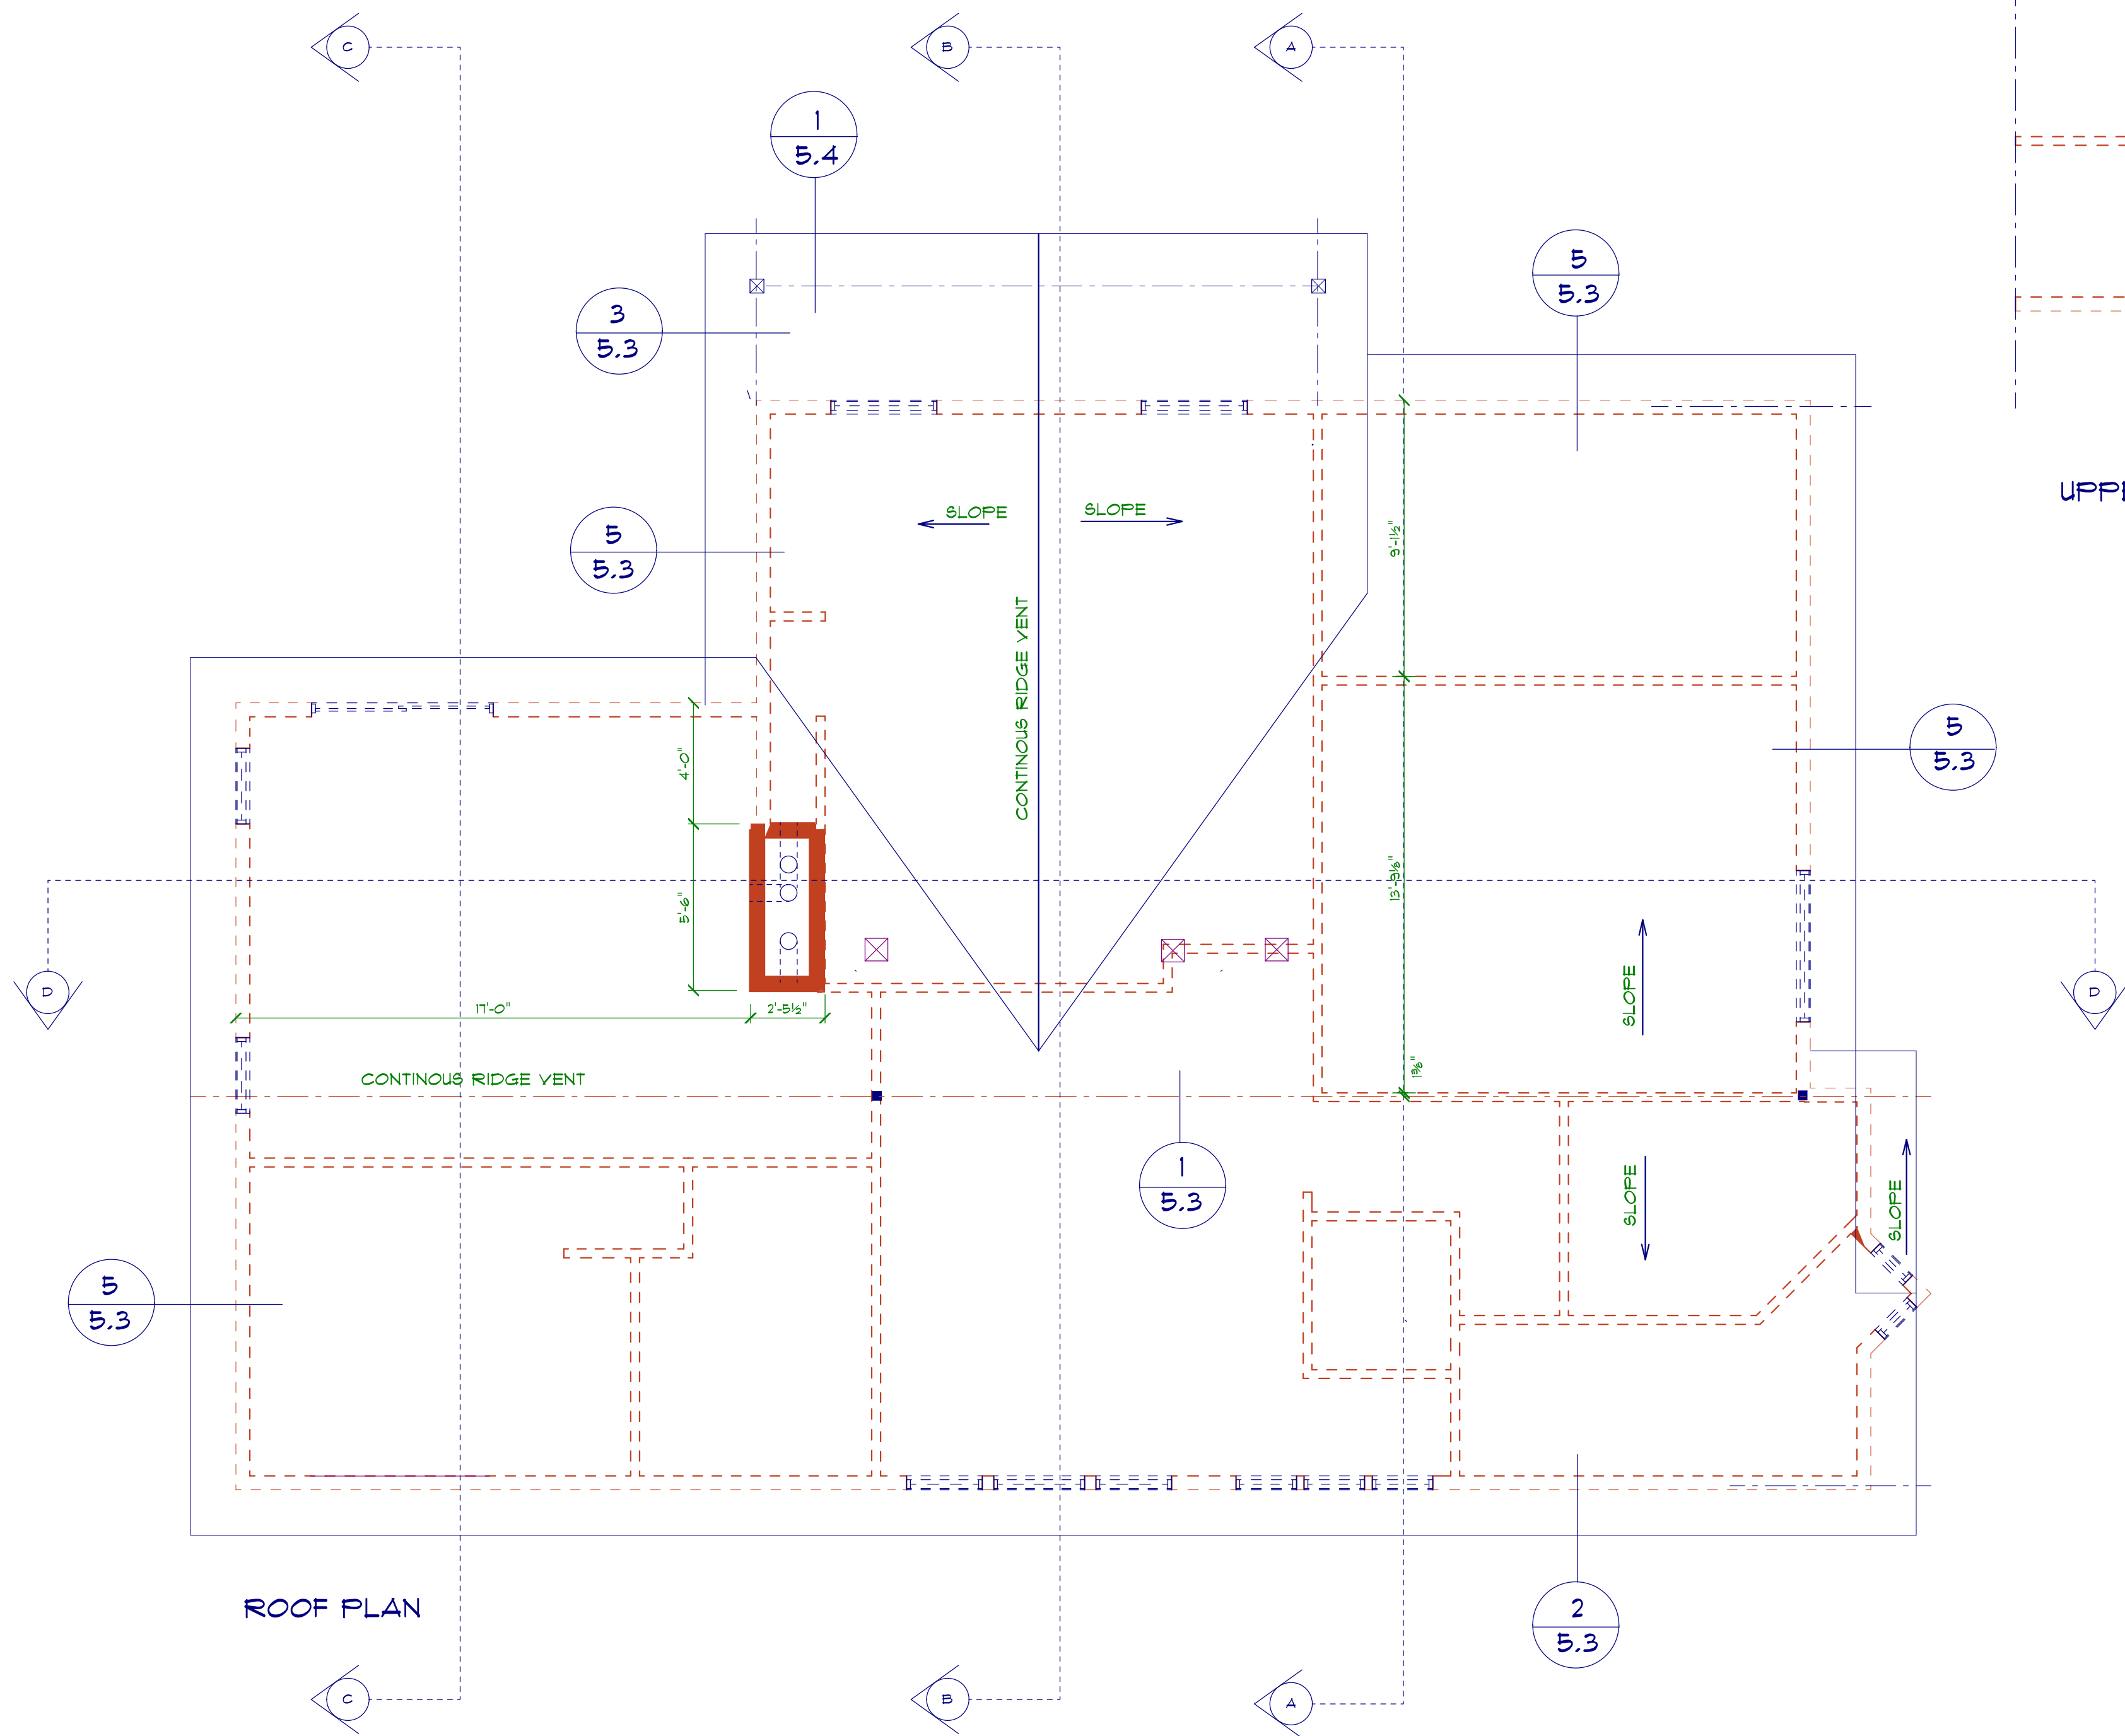 C
B
A
1
5.4
5
5.3
3
5.3
UPPE
SLOPE
SLOPE
9'-1½"
5
5.3
CONTINOUS RIDGE VENT
5
5.3
4'-0"
5'-6"
13'-9⅛"
D
D
SLOPE
17'-0"
2'-5½"
CONTINOUS RIDGE VENT
1
5.3
SLOPE
SLOPE
5
5.3
ROOF PLAN
2
5.3
C
B
A